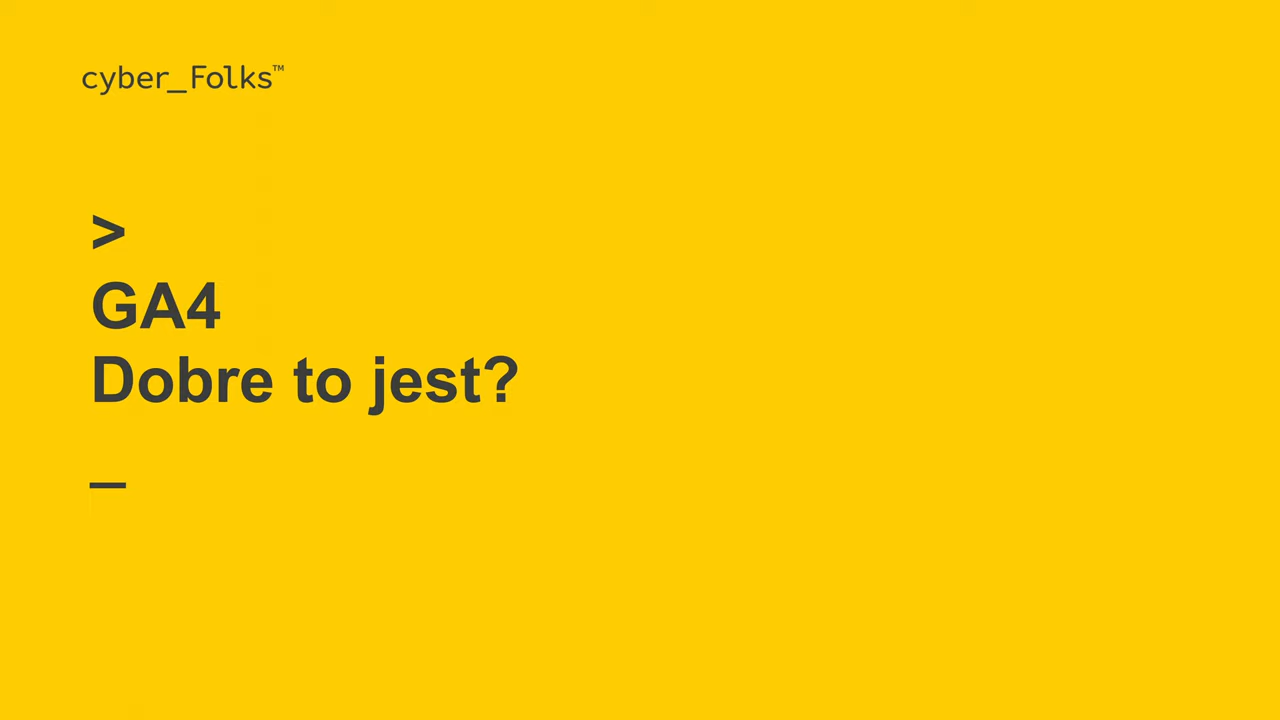 cyber_Folks™
>
GA4
Dobre to jest?
_